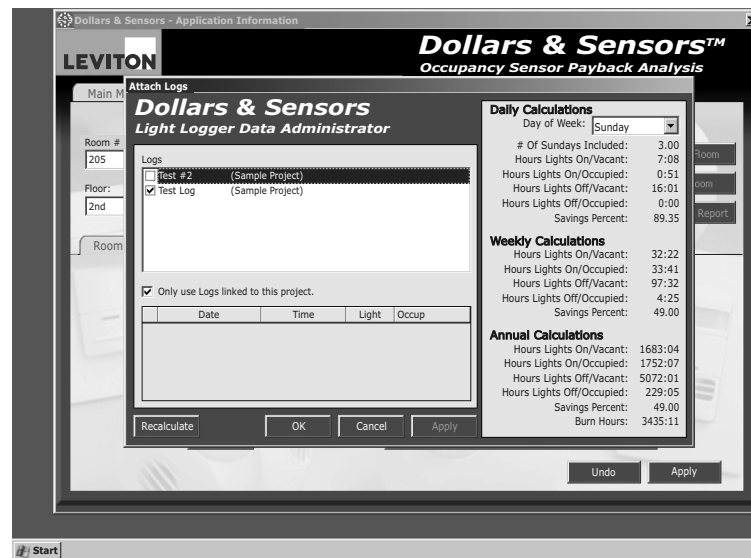 Dollars & Sensors - Application Information
LEVITON
Dollars & Sensors™
Occupancy Sensor Payback Analysis
Main M
Room #
205
Floor:
2nd
Room
Room
oom
Report
Attach Logs
Dollars & Sensors
Light Logger Data Administrator
Logs
Test #2 (Sample Project)
Test Log (Sample Project)
Only use Logs linked to this project.
Date Time Light Occup
Recalculate OK Cancel Apply
Daily Calculations
Day of Week: Sunday
# Of Sundays Included: 3.00
Hours Lights On/Vacant: 7:08
Hours Lights On/Occupied: 0:51
Hours Lights Off/Vacant: 16:01
Hours Lights Off/Occupied: 0:00
Savings Percent: 89.35
Weekly Calculations
Hours Lights On/Vacant: 32:22
Hours Lights On/Occupied: 33:41
Hours Lights Off/Vacant: 97:32
Hours Lights Off/Occupied: 4:25
Savings Percent: 49.00
Annual Calculations
Hours Lights On/Vacant: 1683:04
Hours Lights On/Occupied: 1752:07
Hours Lights Off/Vacant: 5072:01
Hours Lights Off/Occupied: 229:05
Savings Percent: 49.00
Burn Hours: 3435:11
Undo Apply
Start